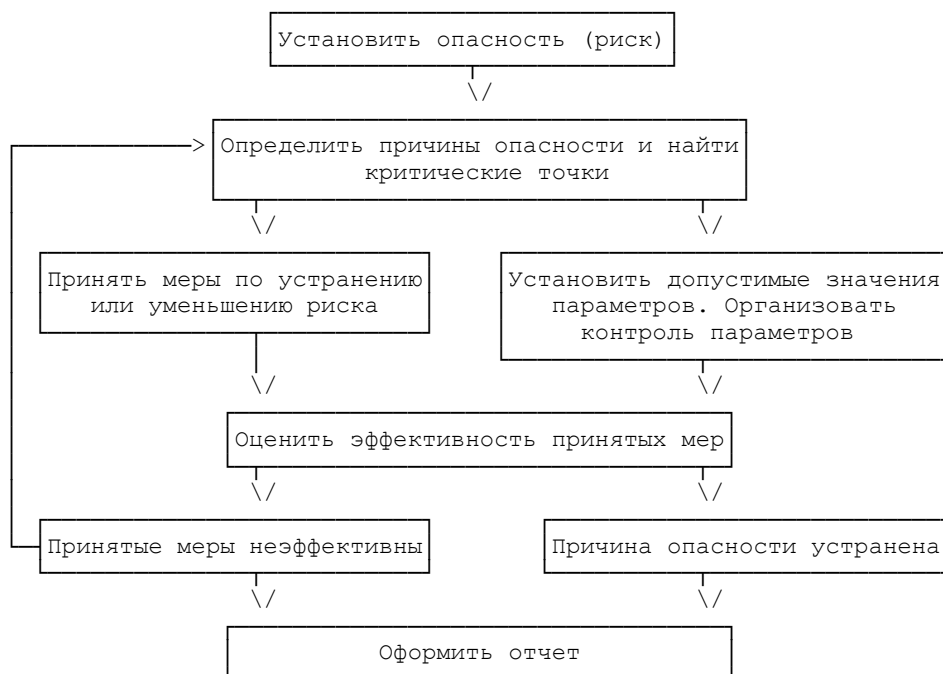 Установить опасность (риск)
Определить причины опасности и найти
критические точки
Принять меры по устранению
или уменьшению риска
Установить допустимые значения
параметров. Организовать
контроль параметров
Оценить эффективность принятых мер
Принятые меры неэффективны
Причина опасности устранена
Оформить отчет